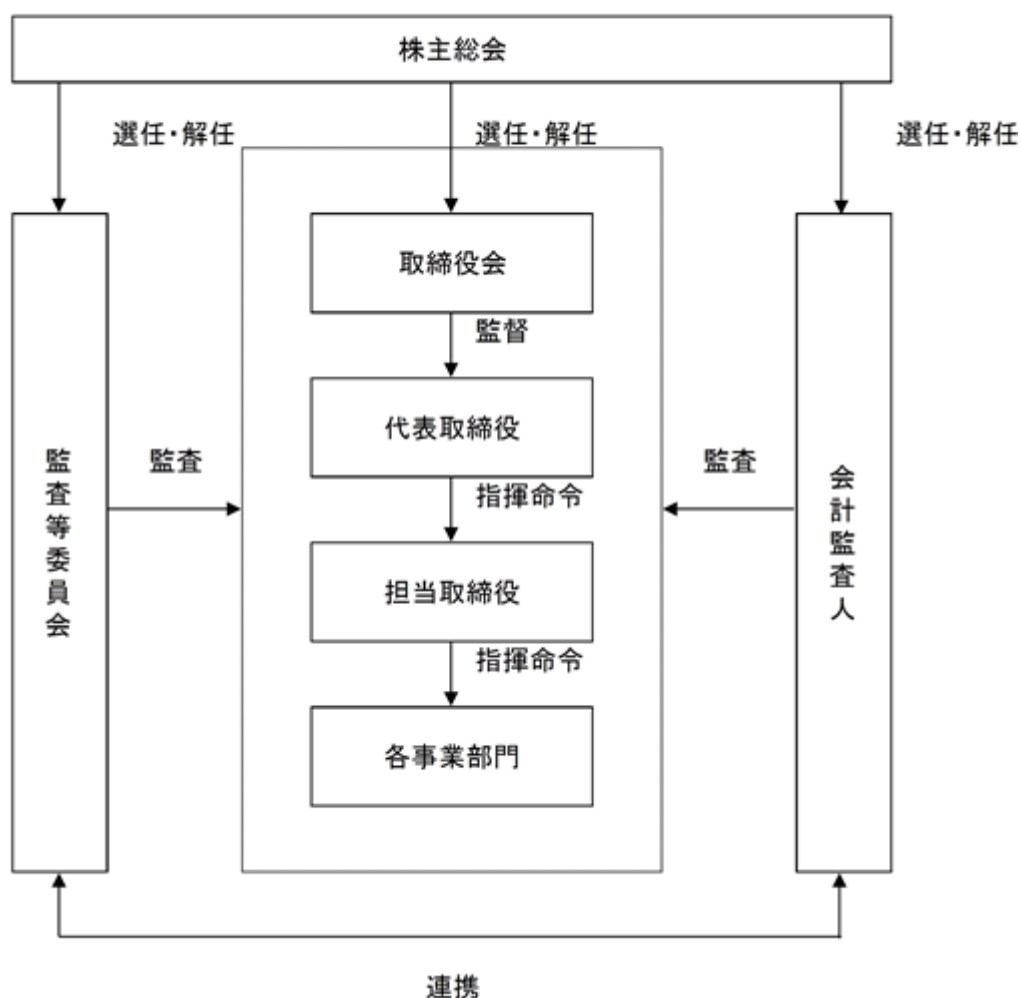 株主総会
選任・解任
選任・解任
選任・解任
取締役会
監督
代表取締役
監査
監査
指揮命令
監査等委員会
会計監査人
担当取締役
指揮命令
各事業部門
連携